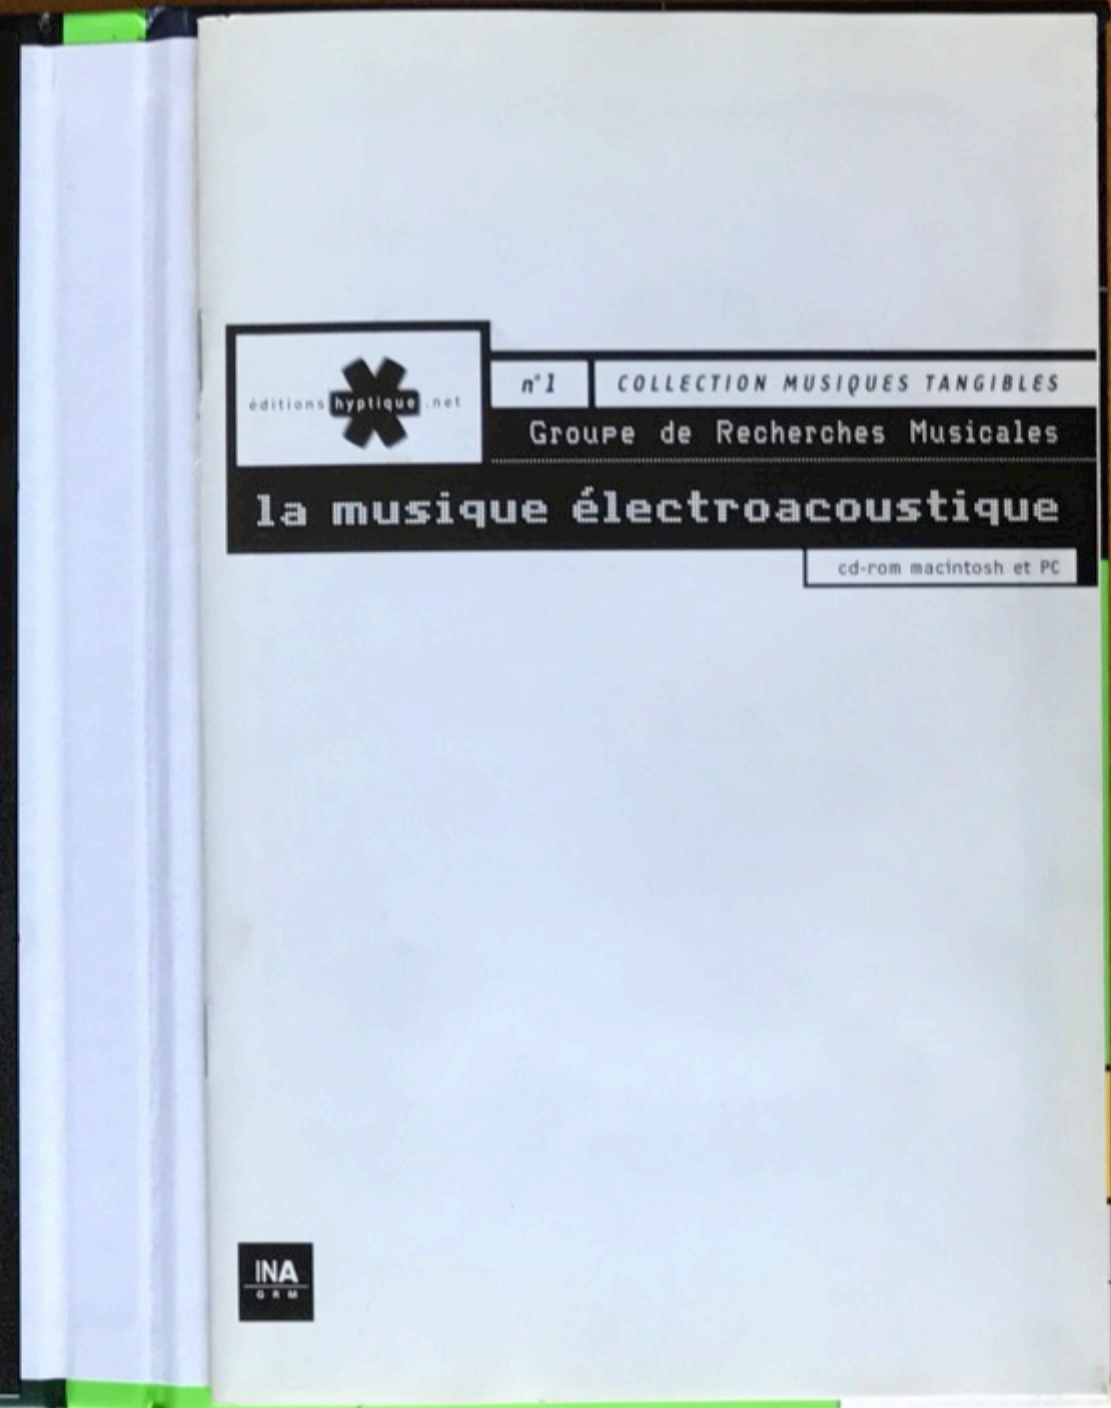 éditions hyptique.net
n°1
COLLECTION MUSIQUES TANGIBLES
Groupe de Recherches Musicales
la musique électroacoustique
cd-rom macintosh et PC
INA
GRM